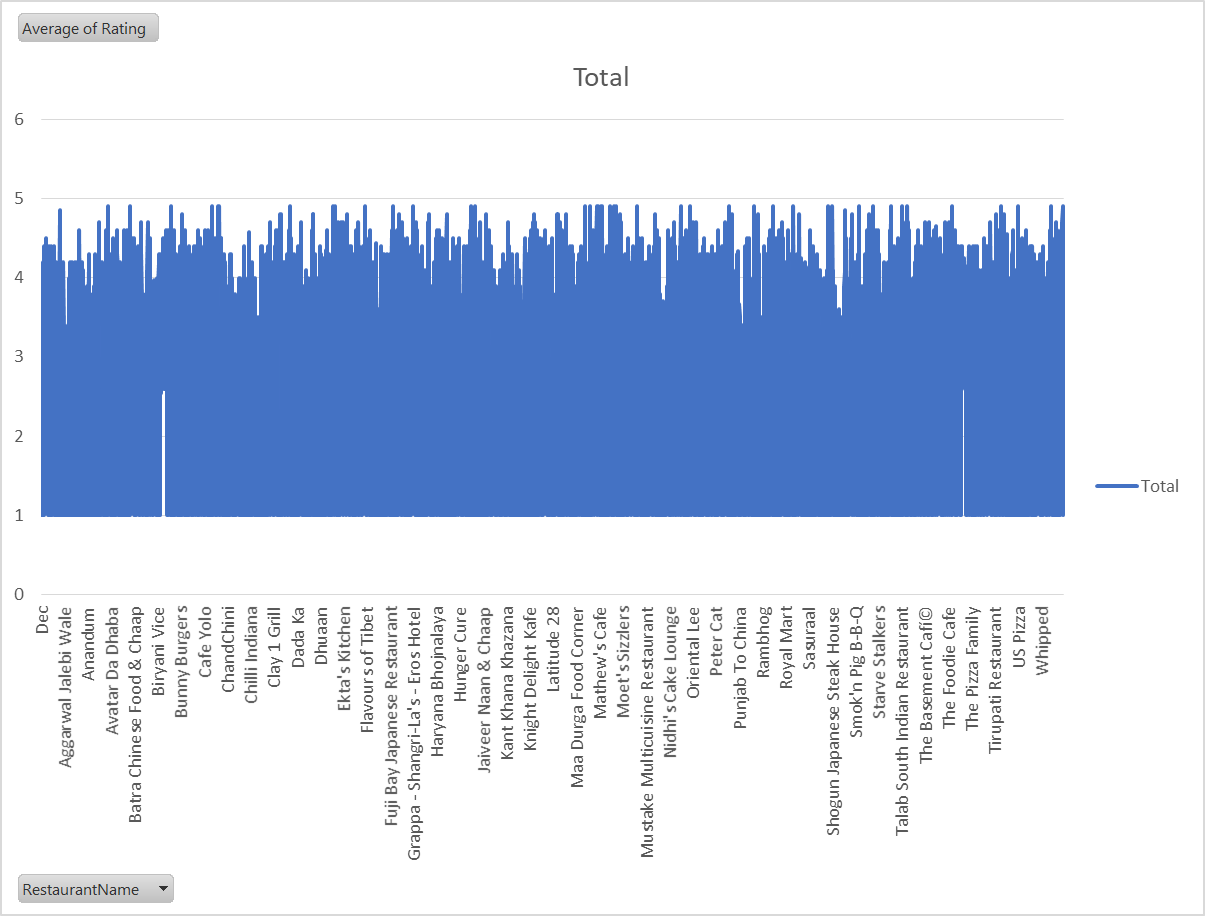 Average of Rating
Total
6
5
4
3
2
1
0
Total
Dec
Aggarwal Jalebi Wale
Anandum
Avatar Da Dhaba
Batra Chinese Food & Chaap
Biryani Vice
Bunny Burgers
Cafe Yolo
ChandChini
Chilli Indiana
Clay 1 Grill
Dada Ka
Dhuaan
Ekta's Kitchen
Flavours of Tibet
Fuji Bay Japanese Restaurant
Grappa - Shangri-La's - Eros Hotel
Haryana Bhojnalaya
Hunger Cure
Jaiveer Naan & Chaap
Kant Khana Khazana
Knight Delight Kafe
Latitude 28
Maa Durga Food Corner
Mathew's Cafe
Moet's Sizzlers
Mustake Multicuisine Restaurant
Nidhi's Cake Lounge
Oriental Lee
Peter Cat
Punjab To China
Rambhog
Royal Mart
Sasuraal
Shogun Japanese Steak House
Smok'n Pig B-B-Q
Starve Stalkers
Talab South Indian Restaurant
The Basement Caff©
The Foodie Cafe
The Pizza Family
Tirupati Restaurant
US Pizza
Whipped
RestaurantName